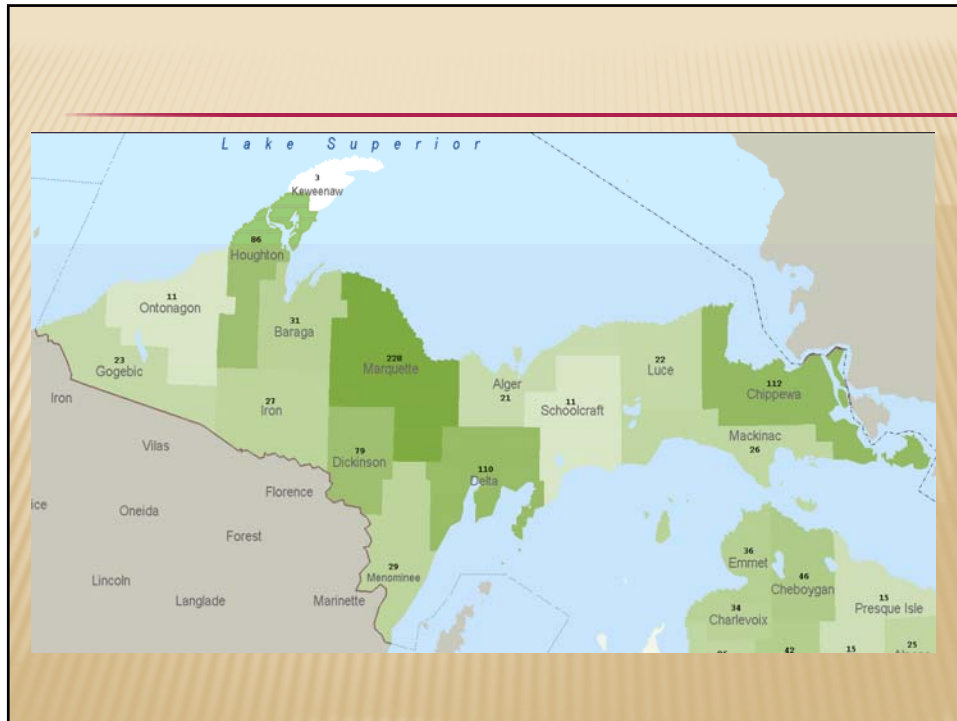 Lake Superior
3
Keweenaw
86
Houghton
11
Ontonagon
31
Baraga
23
Gogebic
Iron
27
Iron
228
Marquette
Alger
21
11
Schoolcraft
22
Luce
112
Chippewa
Mackinac
26
79
Dickinson
110
Delta
Vilas
Florence
Oneida
Forest
29
Menominee
Lincoln
Langlade
Marinette
ice
36
Emmet
46
Cheboygan
34
Charlevoix
15
Presque Isle
42
15
25